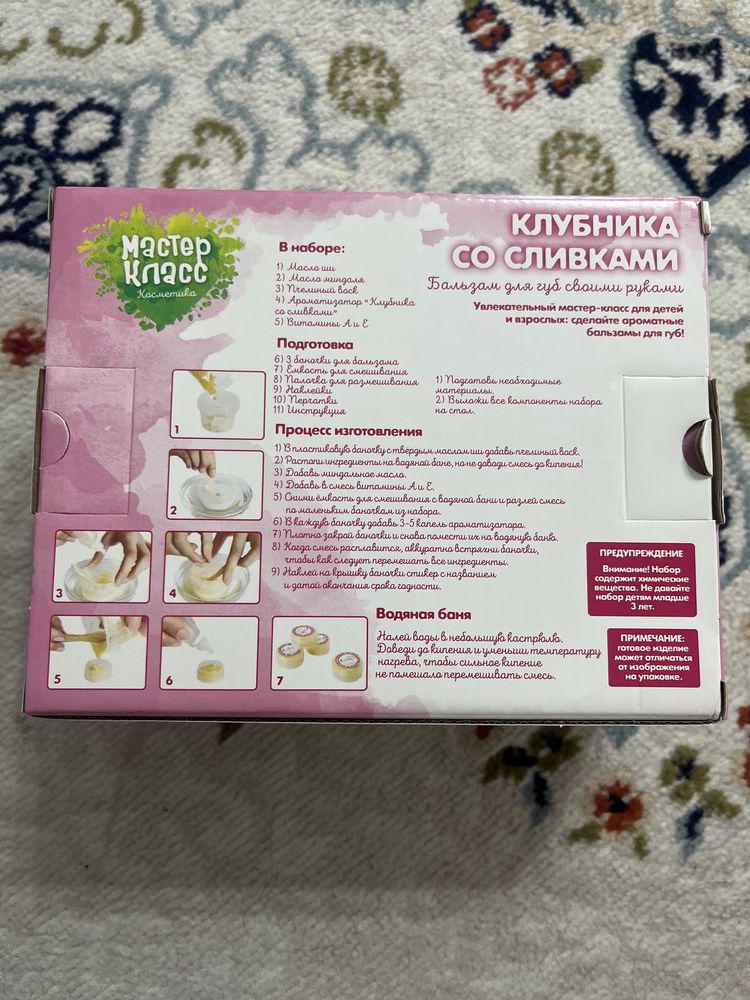 Мастер
Класс
Косметика
КЛУБНИКА
СО СЛИВКАМИ
Бальзам для губ своими руками
Увлекательный мастер-класс для детей
и взрослых: сделайте ароматные
бальзамы для губ!
В наборе:
1) Масло ши
2) Масло миндаля
3) Пчелиный воск
4) Ароматизатор "Клубника
со сливками"
5) Витамины А и Е
Подготовка
6) 3 баночки для бальзама
7) Емкость для смешивания
8) Палочка для размешивания
9) Наклейки
10) Перчатки
11) Инструкция
1) Подготовь необходимые
материалы.
2) Выложи все компоненты набора
на стол.
Процесс изготовления
1) В пластиковую баночку с твёрдым маслом ши добавь пчелиный воск.
2) Растопи ингредиенты на водяной бане, но не доводи смесь до кипения!
3) Добавь миндальное масло.
4) Добавь в смесь витамины А и Е.
5) Сними ёмкость для смешивания с водяной бани и разлей смесь
по маленьким баночкам из набора.
6) В каждую баночку добавь 3-5 капель ароматизатора.
7) Плотно закрой баночки и снова помести их на водяную баню.
8) Когда смесь расплавится, аккуратно встряхни баночки,
чтобы как следует перемешать все ингредиенты.
9) Наклей на крышку баночки стикер с названием
и датой окончания срока годности.
Водяная баня
Налей воды в небольшую кастрюлю.
Доведи до кипения и уменьши температуру
нагрева, чтобы сильное кипение
не помешало перемешивать смесь.
ПРЕДУПРЕЖДЕНИЕ
Внимание! Набор
содержит химические
вещества. Не давайте
набор детям младше
3 лет.
ПРИМЕЧАНИЕ:
готовое изделие
может отличаться
от изображения
на упаковке.
1
2
3
4
5
6
7